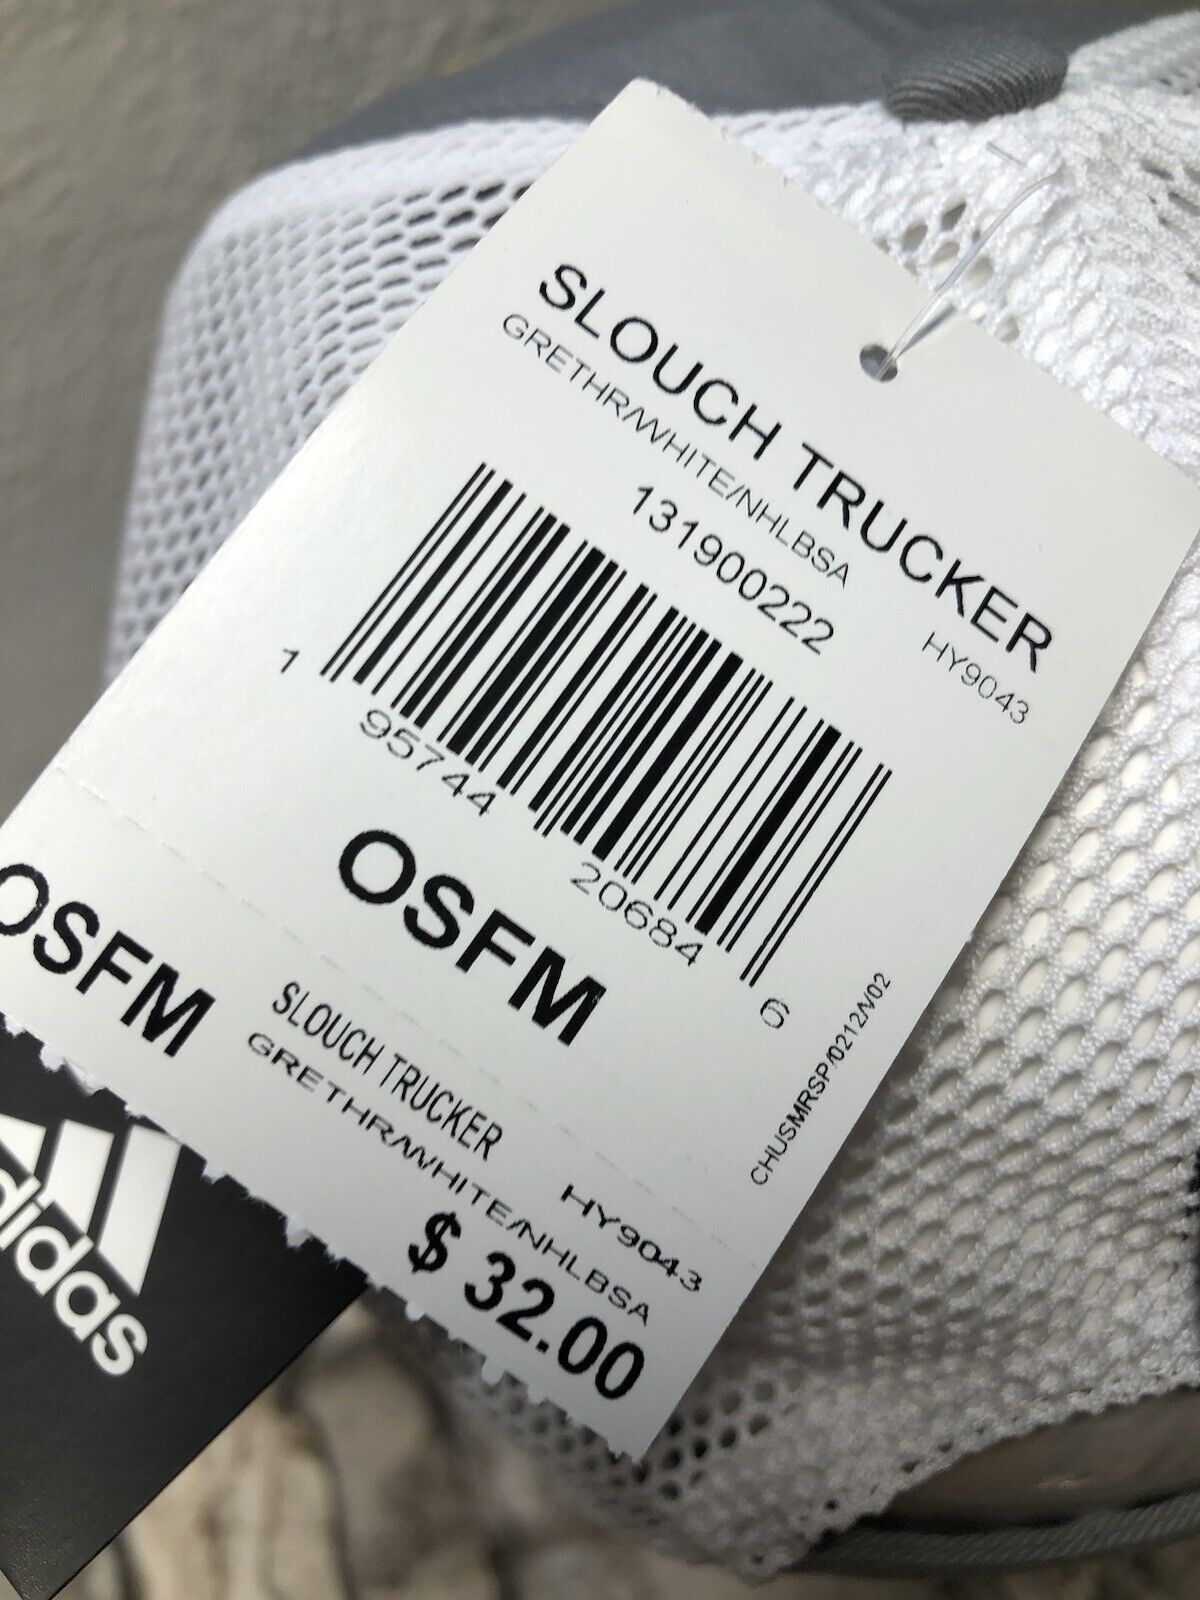 SLOUCH TRUCKER
GRETHR/WHITE/NHLBSA
HY9043
131900222
1 95744 20684 6
OSFM
CHUSMRSP/0212/V02
OSFM
SLOUCH TRUCKER
HY9043
GRETHR/WHITE/NHLBSA
$ 32.00
adidas